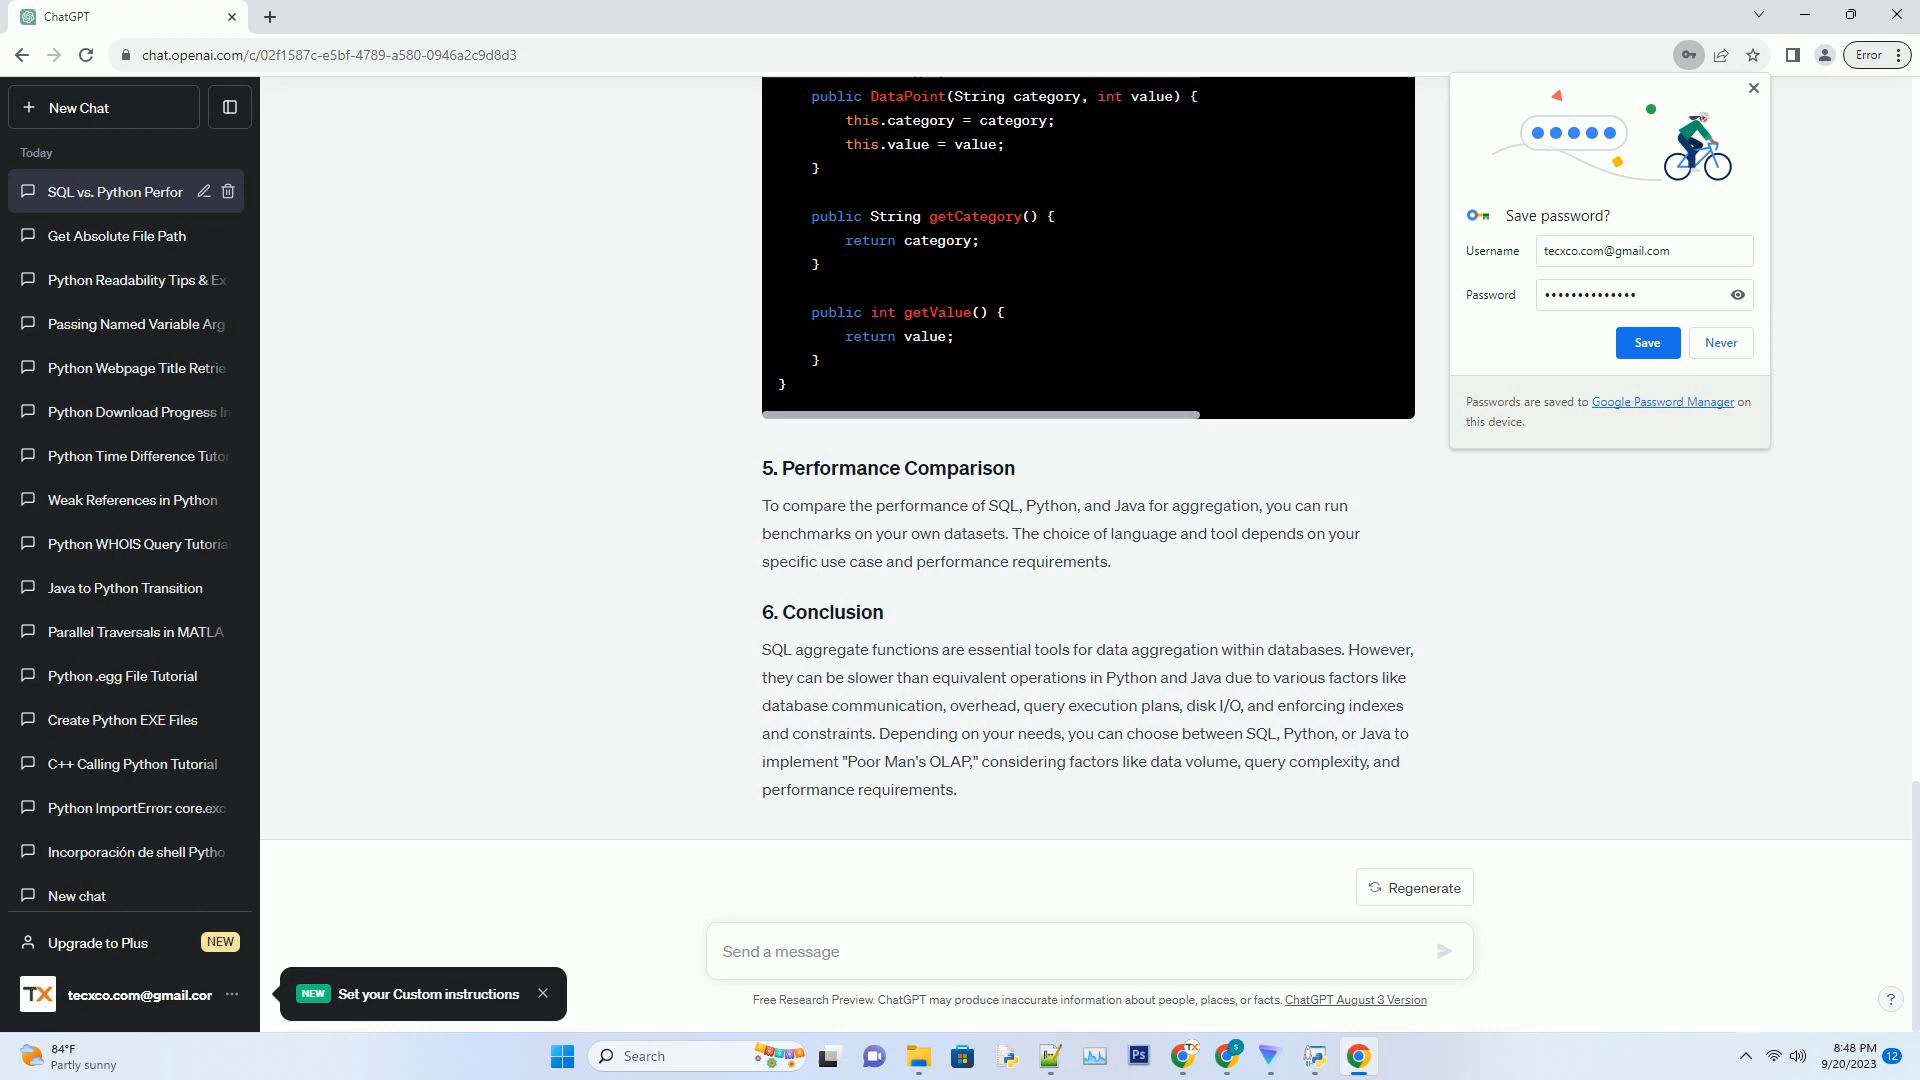 ChatGPT
chat.openai.com/c/02f1587c-e5bf-4789-a580-0946a2c9d8d3
Error
New Chat
Today
SQL vs. Python Perfor
Get Absolute File Path
Python Readability Tips & Ex
Passing Named Variable Arg
Python Webpage Title Retrie
Python Download Progress In
Python Time Difference Tutor
Weak References in Python
Python WHOIS Query Tutorial
Java to Python Transition
Parallel Traversals in MATLA
Python .egg File Tutorial
Create Python EXE Files
C++ Calling Python Tutorial
Python ImportError: core.exc
Incorporación de shell Pytho
New chat
Upgrade to Plus NEW
TX tecxco.com@gmail.cor
public DataPoint(String category, int value) {
this.category = category;
this.value = value;
}
public String getCategory() {
return category;
}
public int getValue() {
return value;
}
}
5. Performance Comparison
To compare the performance of SQL, Python, and Java for aggregation, you can run
benchmarks on your own datasets. The choice of language and tool depends on your
specific use case and performance requirements.
6. Conclusion
SQL aggregate functions are essential tools for data aggregation within databases. However,
they can be slower than equivalent operations in Python and Java due to various factors like
database communication, overhead, query execution plans, disk I/O, and enforcing indexes
and constraints. Depending on your needs, you can choose between SQL, Python, or Java to
implement "Poor Man's OLAP," considering factors like data volume, query complexity, and
performance requirements.
Save password?
Username tecxco.com@gmail.com
Password ••••••••••••••
Save Never
Passwords are saved to Google Password Manager on
this device.
Regenerate
Send a message
NEW Set your Custom instructions
Free Research Preview. ChatGPT may produce inaccurate information about people, places, or facts. ChatGPT August 3 Version
?
84°F
Partly sunny
Search
Ps
TX
S
8:48 PM
9/20/2023
12